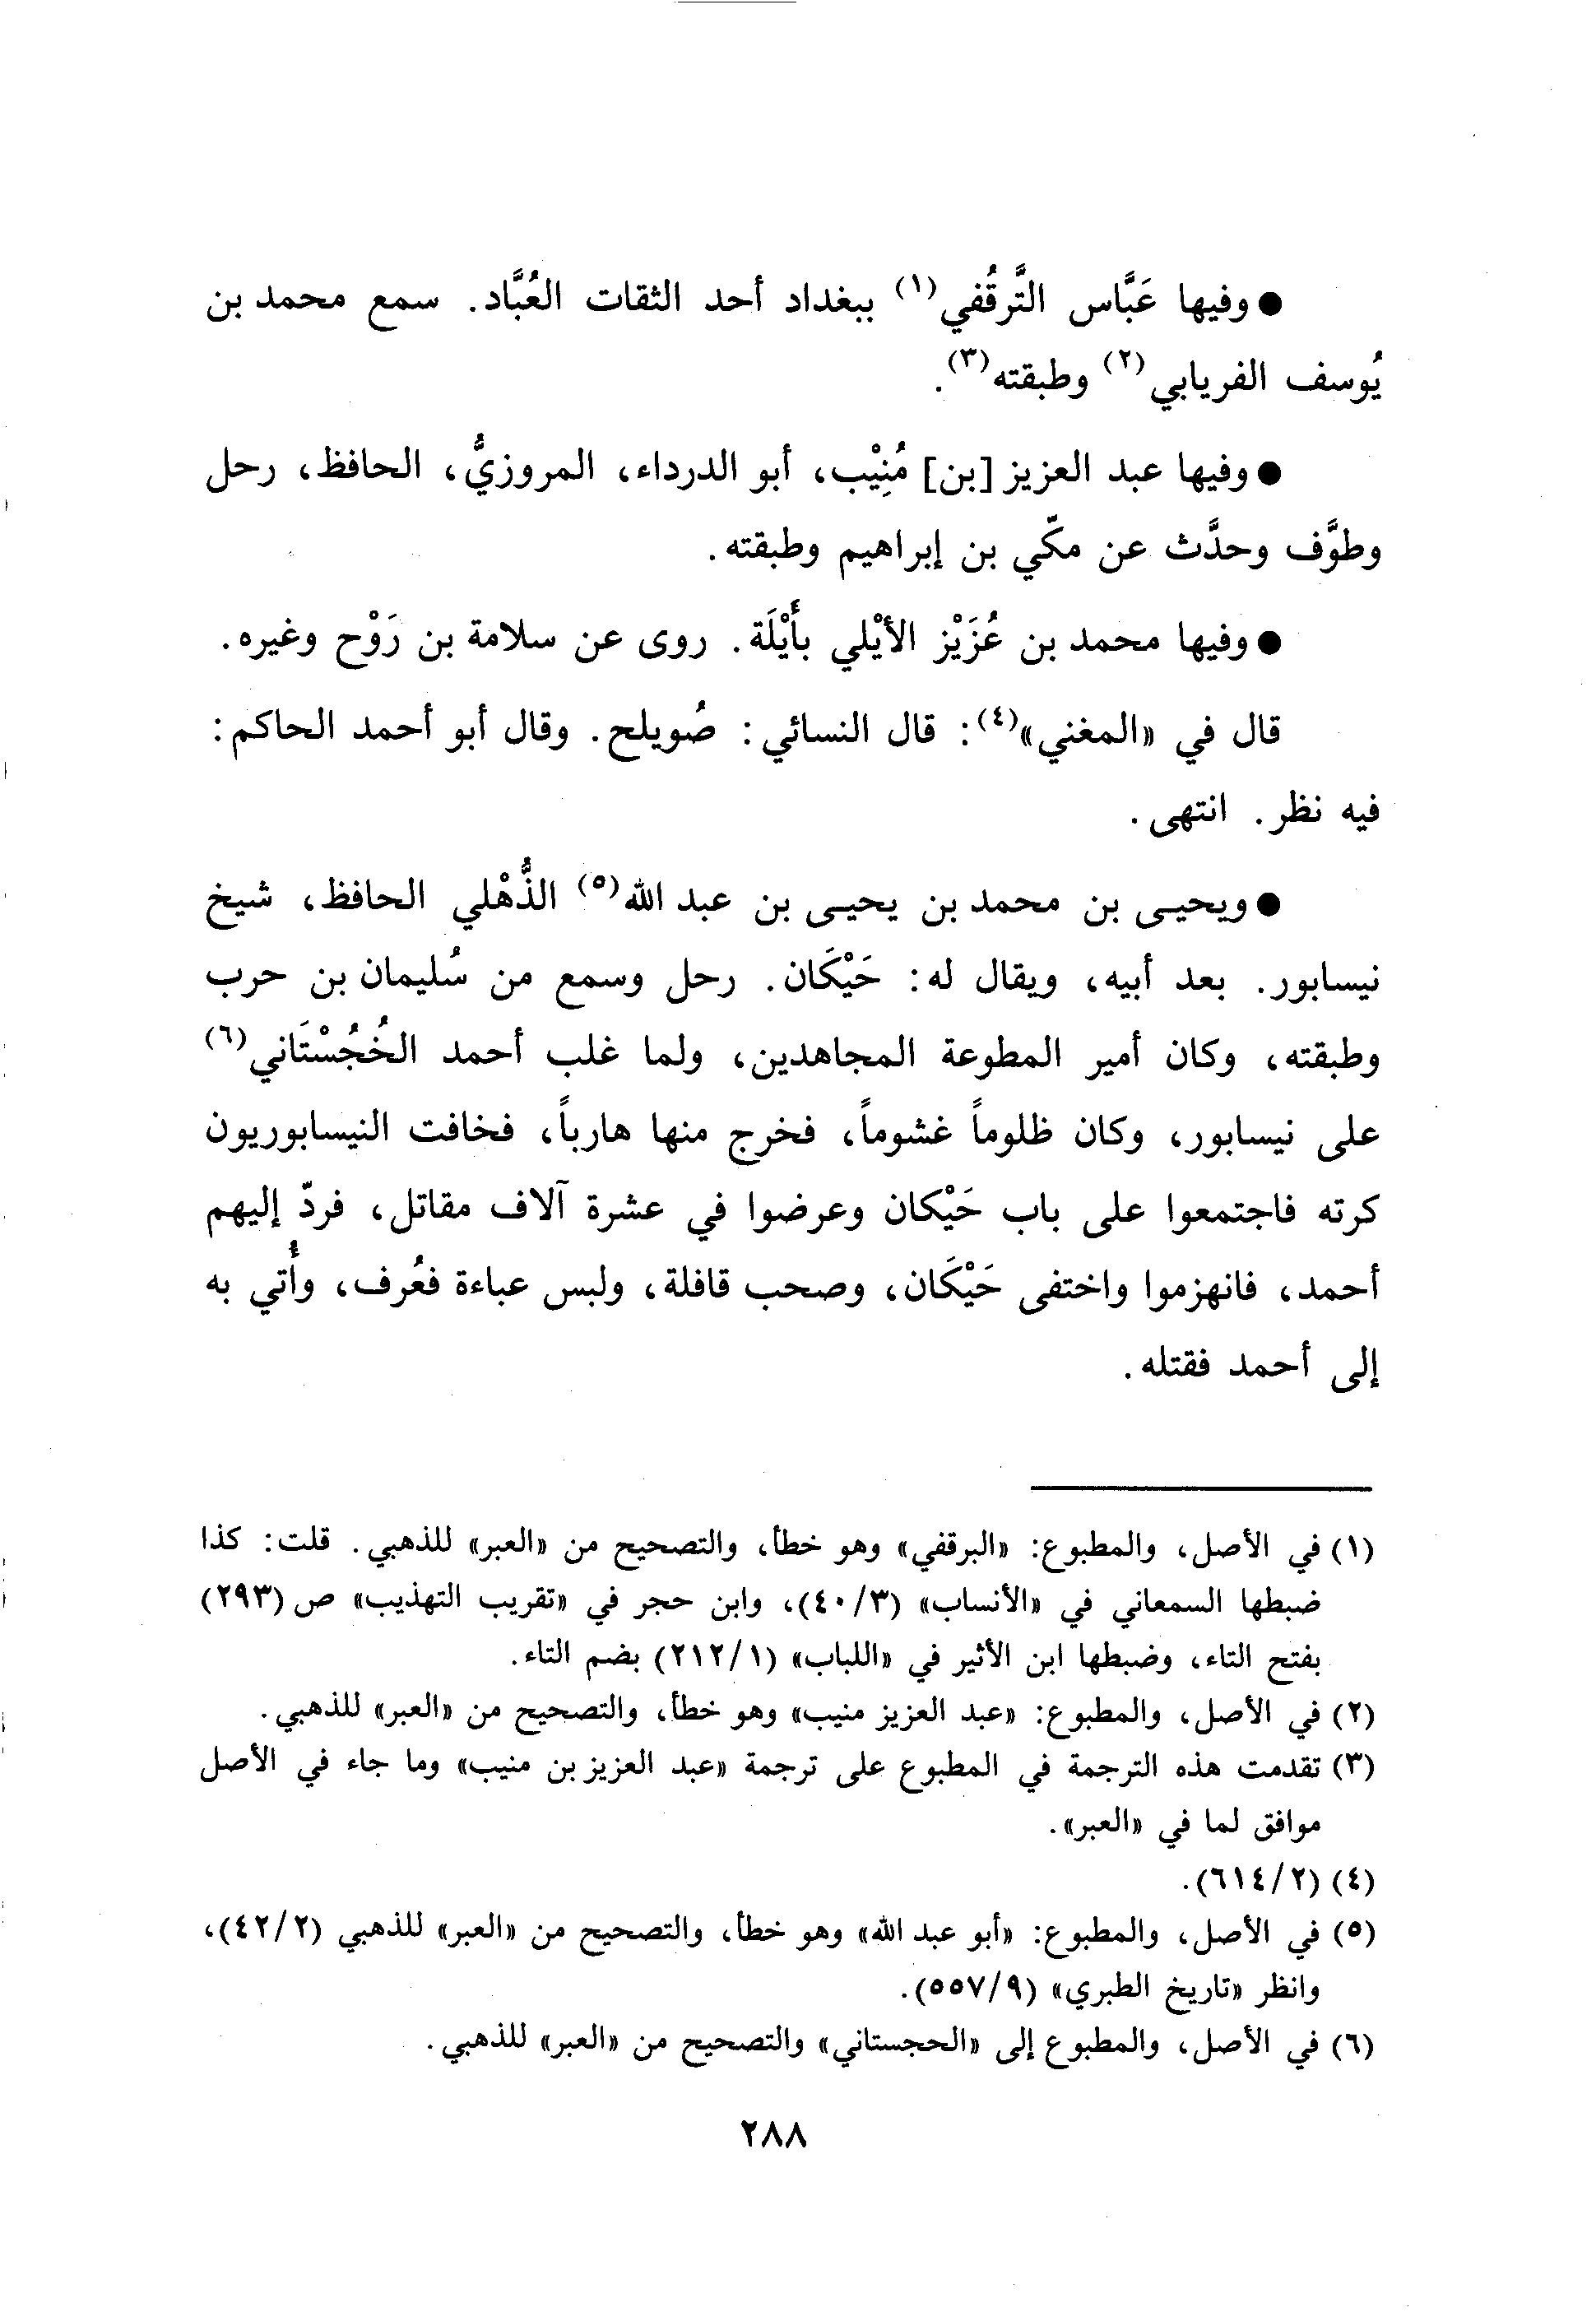 ● وفيها عَبَّاس التَّرقُفي(١) ببغداد أحد الثقات العُبَّاد. سمع محمد بن
يُوسف الفريابي(٢) وطبقته(٣).
● وفيها عبد العزيز [بن] مُنِيْب، أبو الدرداء، المروزيُّ، الحافظ، رحل
وطوَّف وحدَّث عن مكّي بن إبراهيم وطبقته.
● وفيها محمد بن عُزَيْز الأيْلي بأَيْلَة. روى عن سلامة بن رَوْح وغيره.
قال في «المغني»(٤): قال النسائي: صُويلح. وقال أبو أحمد الحاكم:
فيه نظر. انتهى.
● ويحيى بن محمد بن يحيى بن عبد الله(٥) الذُّهْلي الحافظ، شيخ
نيسابور. بعد أبيه، ويقال له: حَيْكَان. رحل وسمع من سُليمان بن حرب
وطبقته، وكان أمير المطوعة المجاهدين، ولما غلب أحمد الخُجُسْتَاني(٦)
على نيسابور، وكان ظلوماً غشوماً، فخرج منها هارباً، فخافت النيسابوريون
كرته فاجتمعوا على باب حَيْكان وعرضوا في عشرة آلاف مقاتل، فردّ إليهم
أحمد، فانهزموا واختفى حَيْكَان، وصحب قافلة، ولبس عباءة فعُرف، وأُتي به
إلى أحمد فقتله.
(١) في الأصل، والمطبوع: «البرقفي» وهو خطأ، والتصحيح من «العبر» للذهبي. قلت: كذا
ضبطها السمعاني في «الأنساب» (٤٠/٣)، وابن حجر في «تقريب التهذيب» ص (٢٩٣)
بفتح التاء، وضبطها ابن الأثير في «اللباب» (٢١٢/١) بضم التاء.
(٢) في الأصل، والمطبوع: «عبد العزيز منيب» وهو خطأ، والتصحيح من «العبر» للذهبي.
(٣) تقدمت هذه الترجمة في المطبوع على ترجمة «عبد العزيز بن منيب» وما جاء في الأصل
موافق لما في «العبر».
(٤) (٦١٤/٢).
(٥) في الأصل، والمطبوع: «أبو عبد الله» وهو خطأ، والتصحيح من «العبر» للذهبي (٤٢/٢)،
وانظر «تاريخ الطبري» (٥٥٧/٩).
(٦) في الأصل، والمطبوع إلى «الحجستاني» والتصحيح من «العبر» للذهبي.
٢٨٨